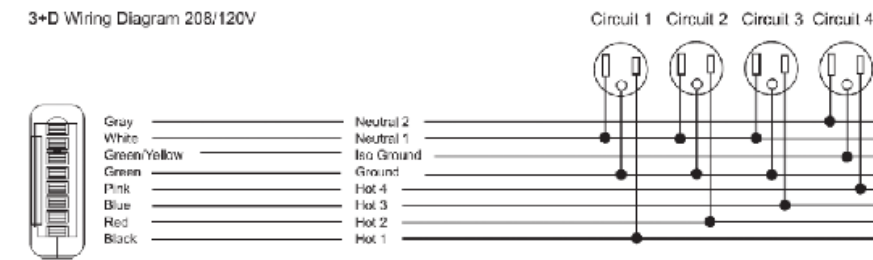 3+D Wiring Diagram 208/120V
Circuit 1 Circuit 2 Circuit 3 Circuit 4
Gray Neutral 2
White Neutral 1
Green/Yellow Iso Ground
Green Ground
Pink Hot 4
Blue Hot 3
Red Hot 2
Black Hot 1